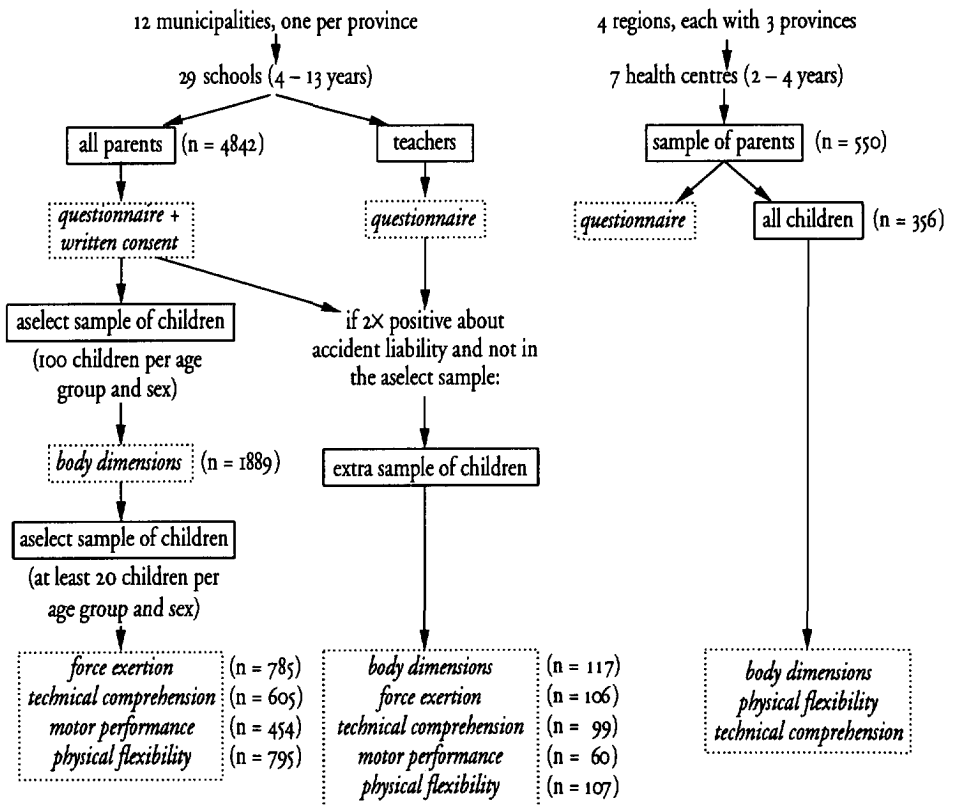 12 municipalities, one per province
29 schools (4 – 13 years)
all parents (n = 4842)
teachers
questionnaire +
written consent
questionnaire
aselect sample of children
(100 children per age
group and sex)
if 2X positive about
accident liability and not in
the aselect sample:
body dimensions (n = 1889)
extra sample of children
aselect sample of children
(at least 20 children per
age group and sex)
force exertion (n = 785)
technical comprehension (n = 605)
motor performance (n = 454)
physical flexibility (n = 795)
body dimensions (n = 117)
force exertion (n = 106)
technical comprehension (n = 99)
motor performance (n = 60)
physical flexibility (n = 107)
4 regions, each with 3 provinces
7 health centres (2 – 4 years)
sample of parents (n = 550)
questionnaire
all children (n = 356)
body dimensions
physical flexibility
technical comprehension